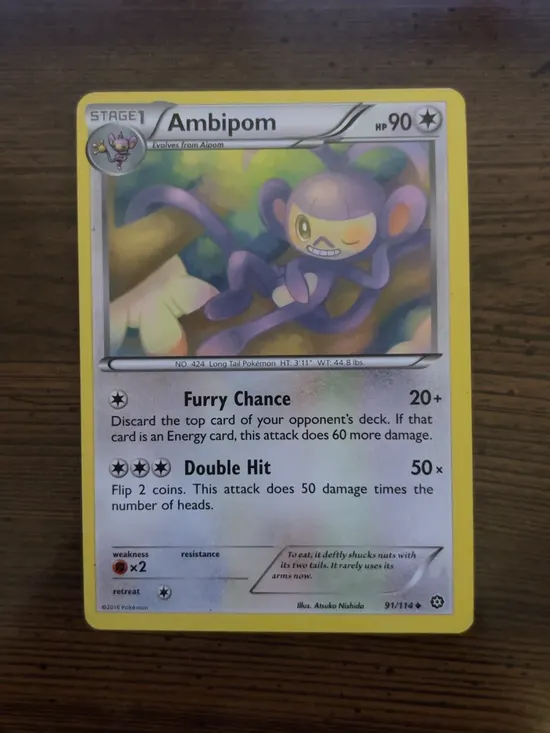 STAGE1 Ambipom HP 90
Evolves from Aipom
NO. 424 Long Tail Pokémon HT: 3'11" WT: 44.8 lbs.
Furry Chance 20+
Discard the top card of your opponent's deck. If that
card is an Energy card, this attack does 60 more damage.
Double Hit 50×
Flip 2 coins. This attack does 50 damage times the
number of heads.
weakness resistance
×2
To eat, it deftly shucks nuts with
its two tails. It rarely uses its
arms now.
retreat
©2016 Pokémon Illus. Atsuko Nishida 91/114